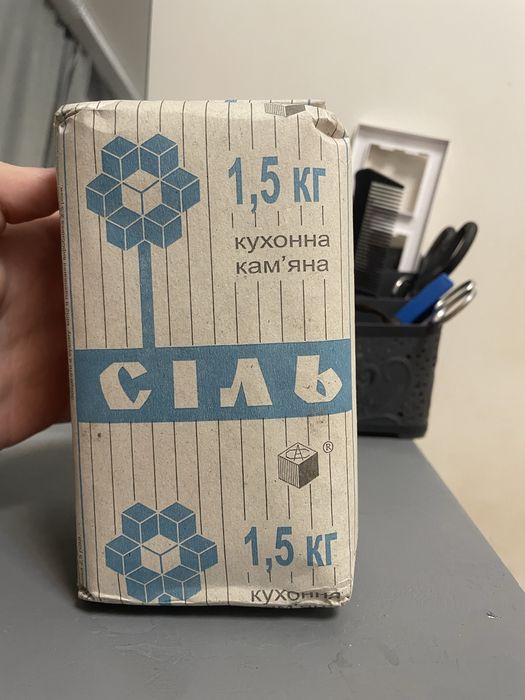 1,5 кг
кухонна
кам'яна
СІЛЬ
®
1,5 кг
кухонна